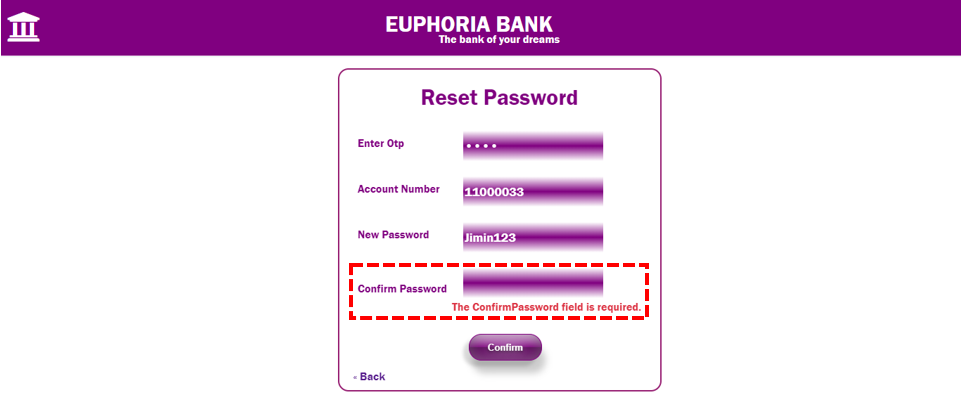 EUPHORIA BANK
The bank of your dreams
Reset Password
Enter Otp ••••
Account Number 11000033
New Password Jimin123
Confirm Password
The ConfirmPassword field is required.
Confirm
« Back